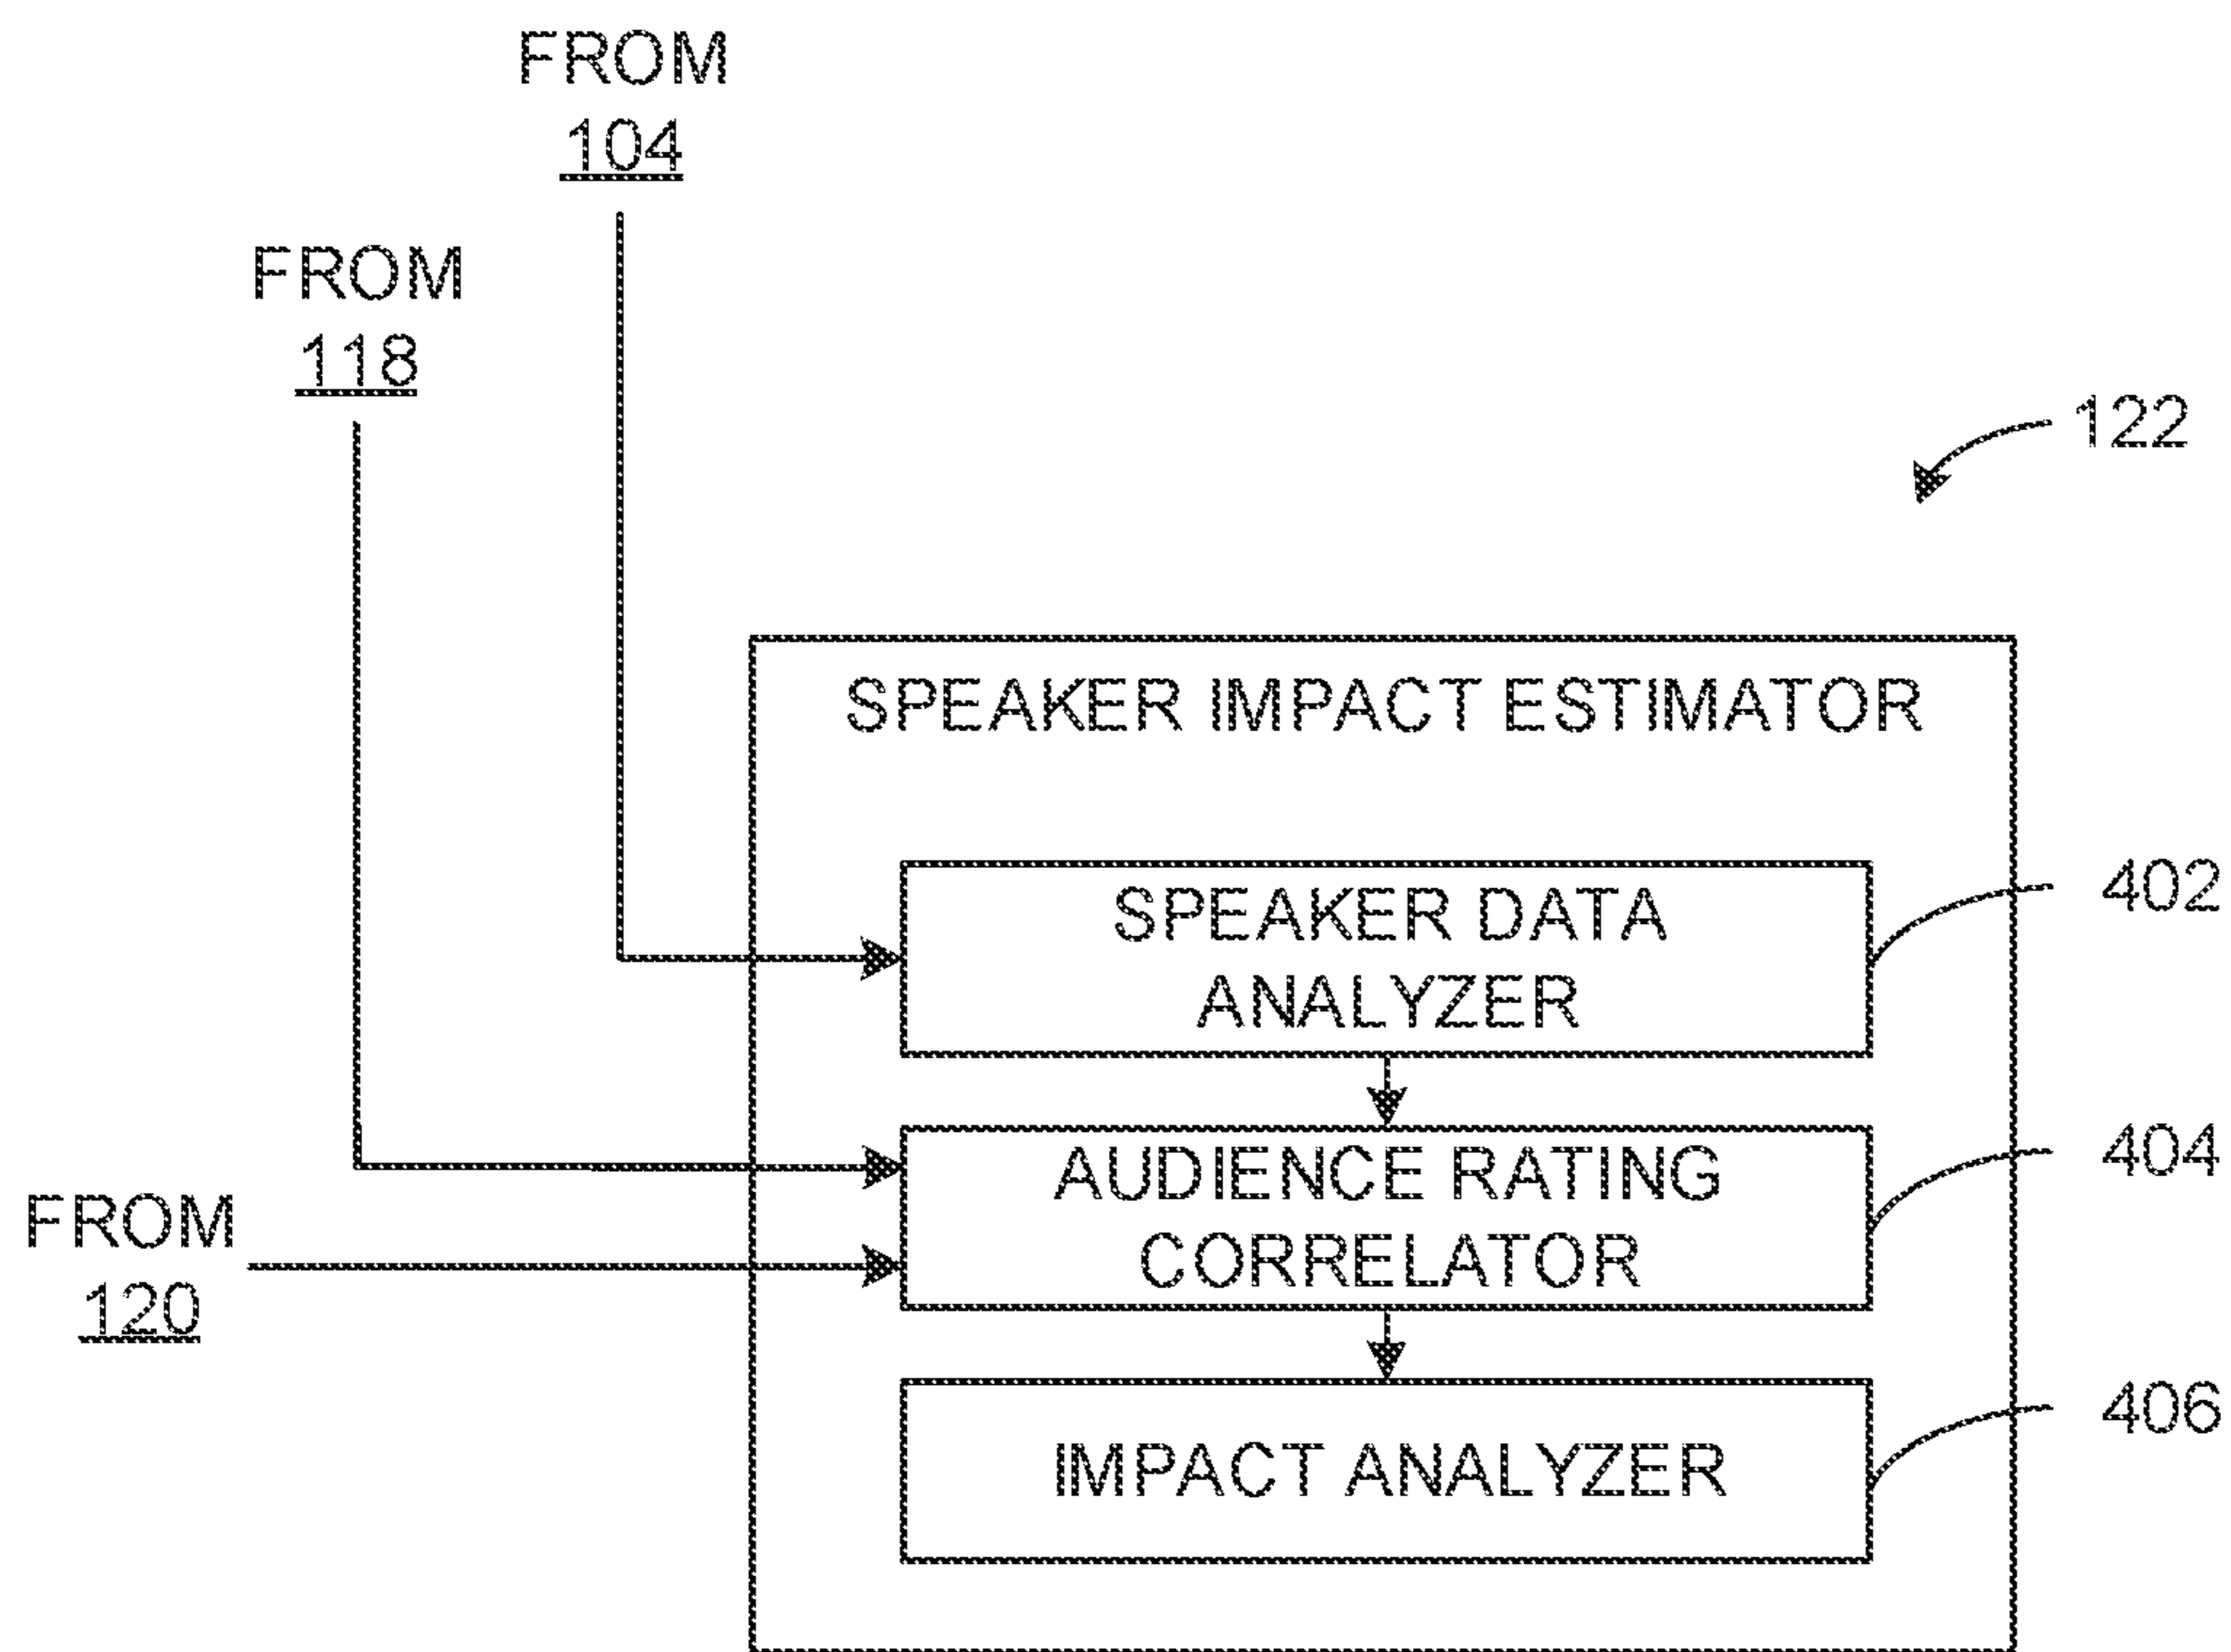 FROM
104
FROM
118
122
SPEAKER IMPACT ESTIMATOR
SPEAKER DATA
ANALYZER
402
AUDIENCE RATING
CORRELATOR
404
FROM
120
IMPACT ANALYZER
406